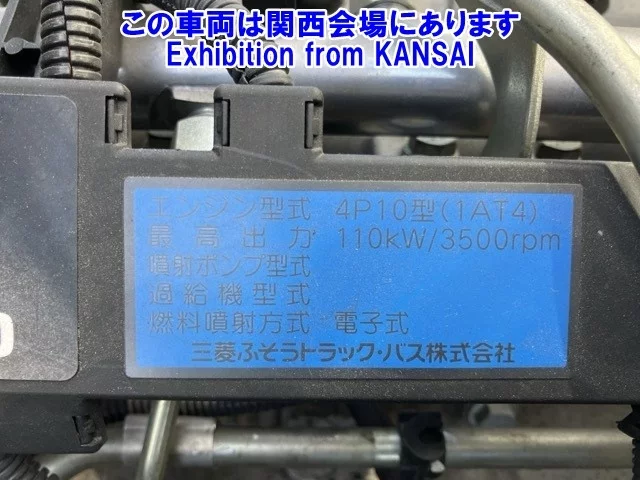 この車両は関西会場にあります
Exhibition from KANSAI
エンジン型式 4P10型(1AT4)
最高出力 110kW/3500rpm
噴射ポンプ型式
過給機型式
燃料噴射方式 電子式
三菱ふそうトラック・バス株式会社